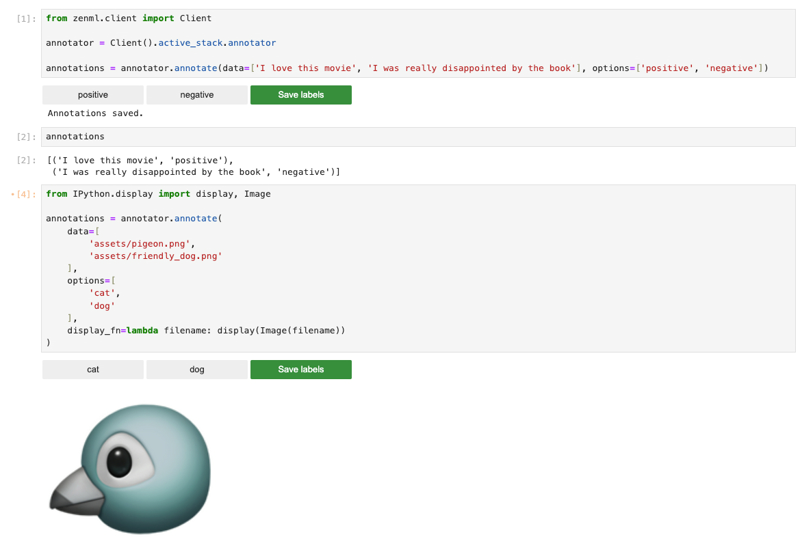 [1]: from zenml.client import Client
annotator = Client().active_stack.annotator
annotations = annotator.annotate(data=['I love this movie', 'I was really disappointed by the book'], options=['positive', 'negative'])
positive negative Save labels
Annotations saved.
[2]: annotations
[2]: [('I love this movie', 'positive'),
('I was really disappointed by the book', 'negative')]
•[4]: from IPython.display import display, Image
annotations = annotator.annotate(
data=[
'assets/pigeon.png',
'assets/friendly_dog.png'
],
options=[
'cat',
'dog'
],
display_fn=lambda filename: display(Image(filename))
)
cat dog Save labels